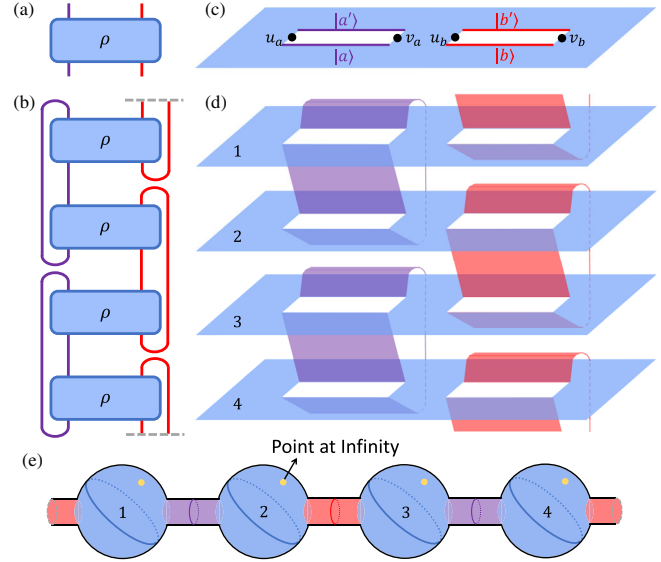 (a)
ρ
(c)
|a′⟩
|b′⟩
u_a
v_a
u_b
v_b
|a⟩
|b⟩
(b)
ρ
ρ
ρ
ρ
(d)
1
2
3
4
(e)
Point at Infinity
1
2
3
4